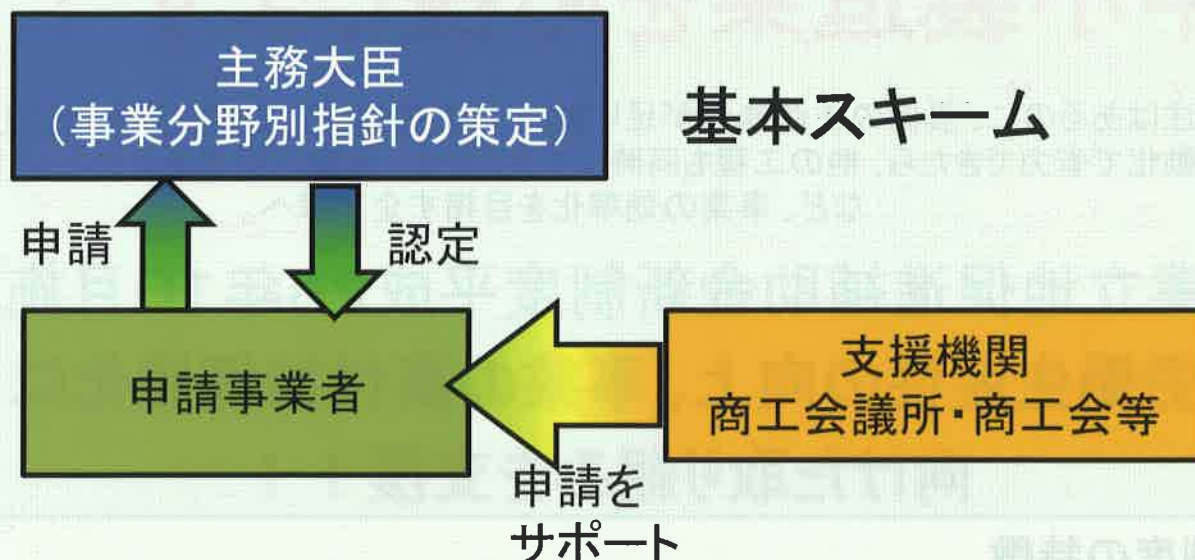 主務大臣
（事業分野別指針の策定）
基本スキーム
申請
認定
申請事業者
支援機関
商工会議所・商工会等
申請を
サポート